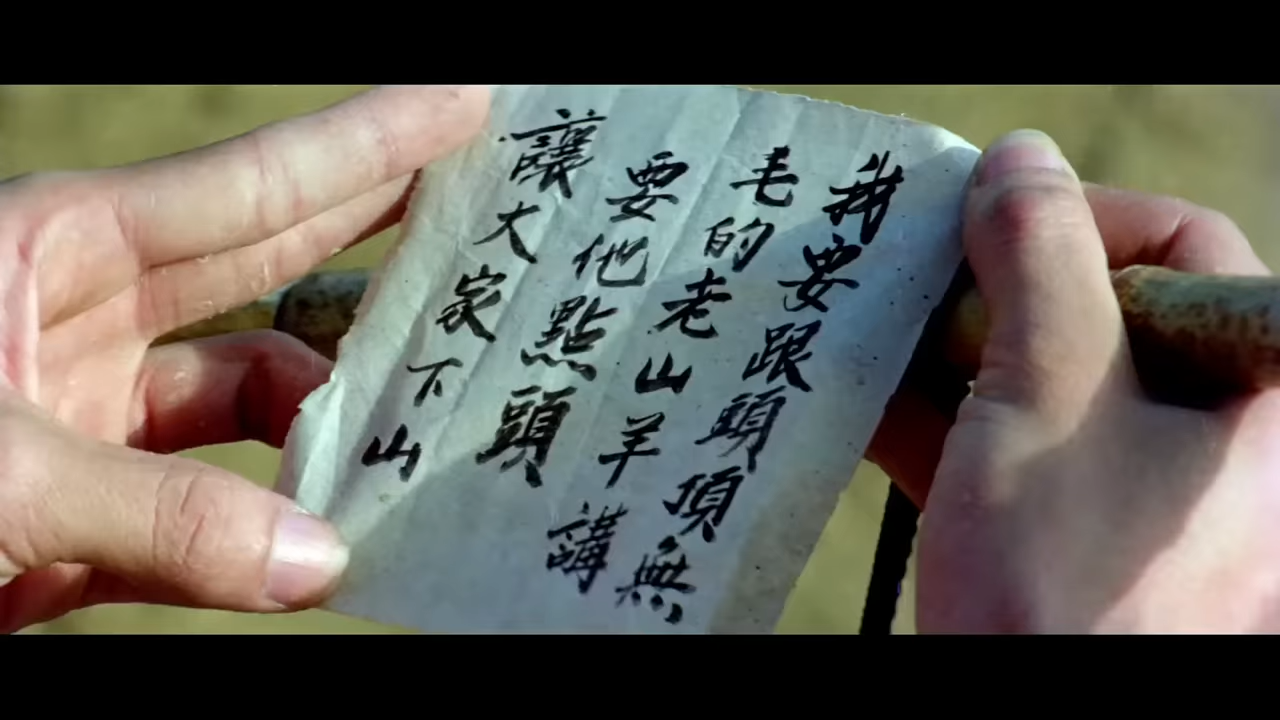 我要跟頭頂無
毛的老山羊講
要他點頭
讓大家下山